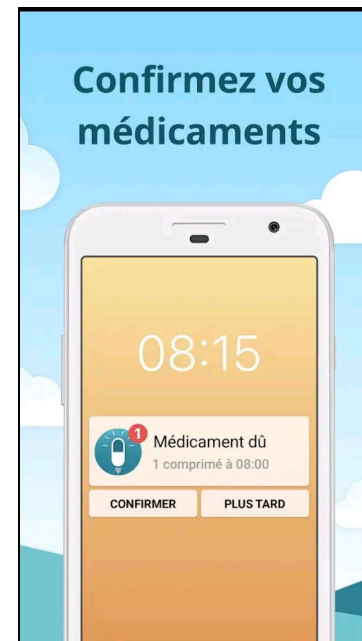 Confirmez vos
médicaments
08:15
1
Médicament dû
1 comprimé à 08:00
CONFIRMER PLUS TARD